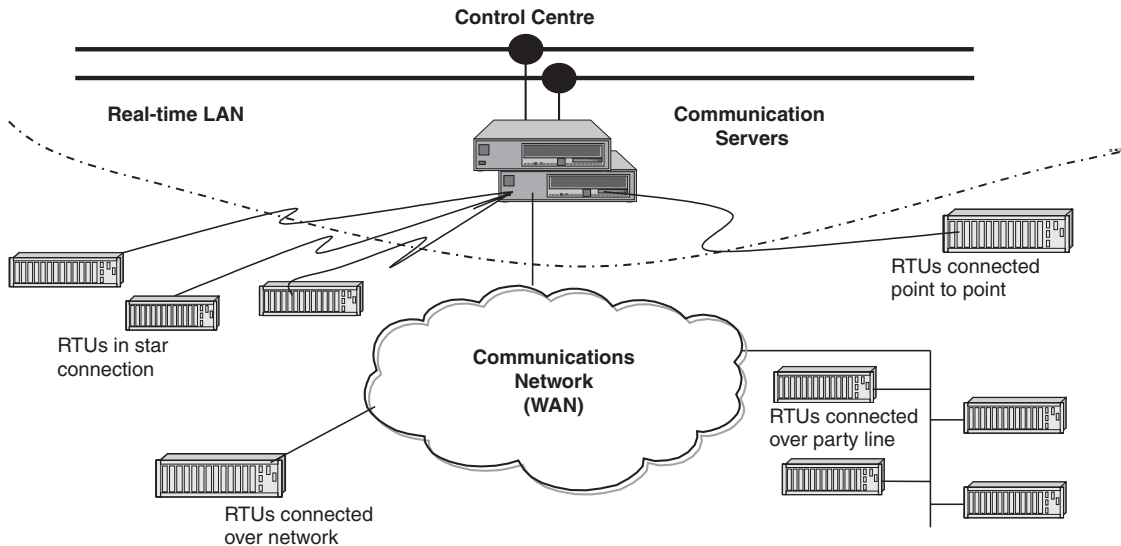 Control Centre
Real-time LAN
Communication
Servers
RTUs connected
point to point
RTUs in star
connection
Communications
Network
(WAN)
RTUs connected
over party line
RTUs connected
over network